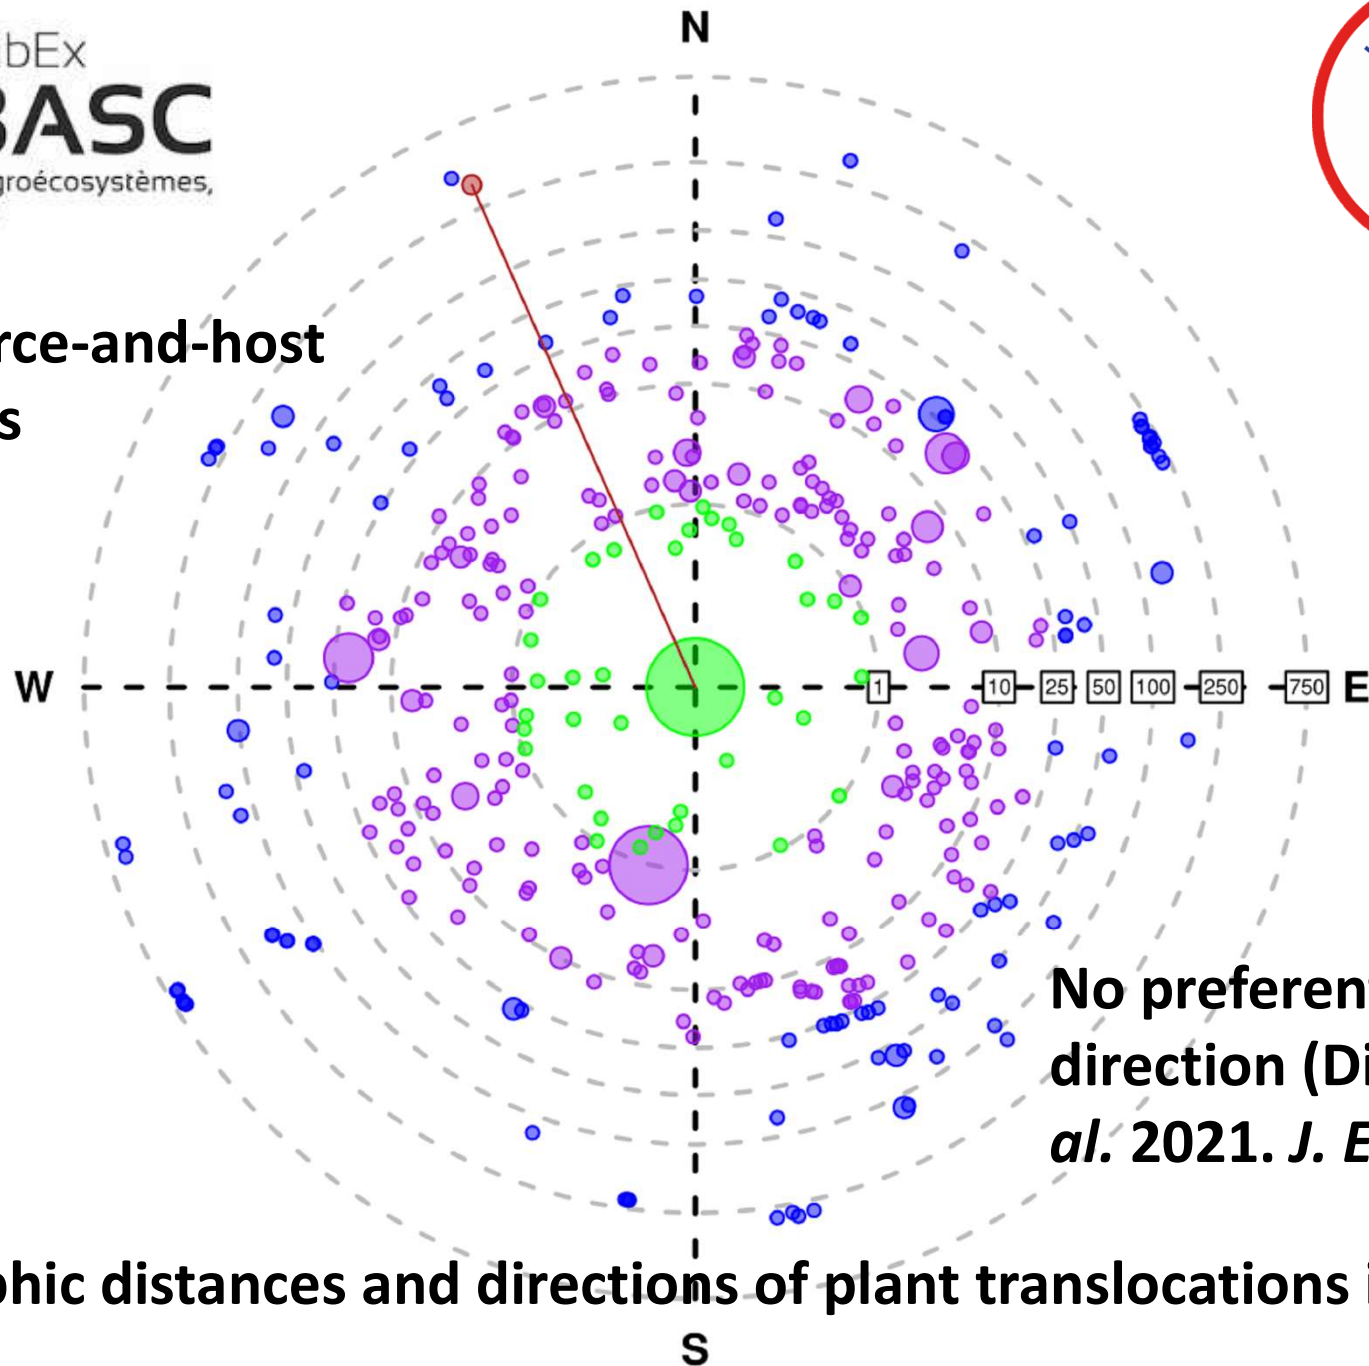 N
bEx
BASC
groécosystèmes,
rce-and-host
s
W
1 10 25 50 100 250 750
E
No preferen
direction (Di
al. 2021. J. E
phic distances and directions of plant translocations i
S